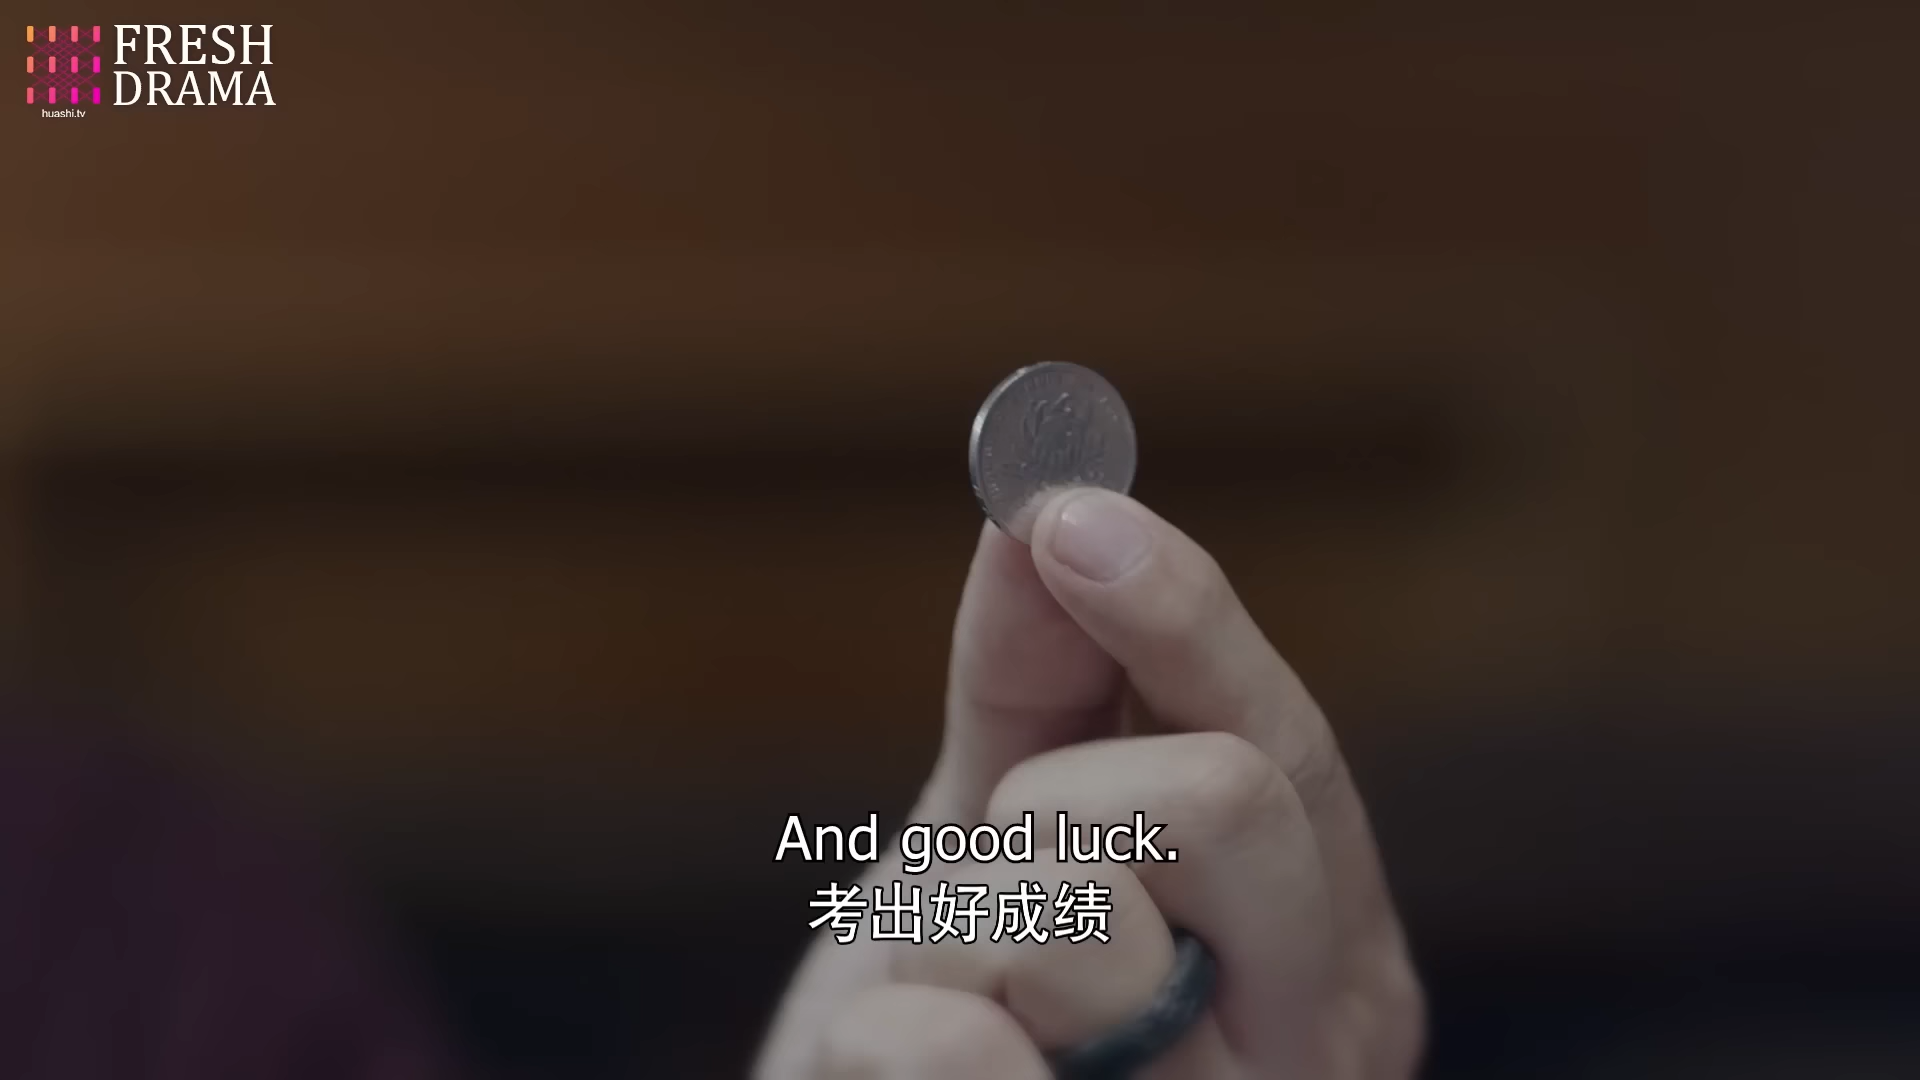 FRESH
DRAMA
huashi.tv
And good luck.
考出好成绩